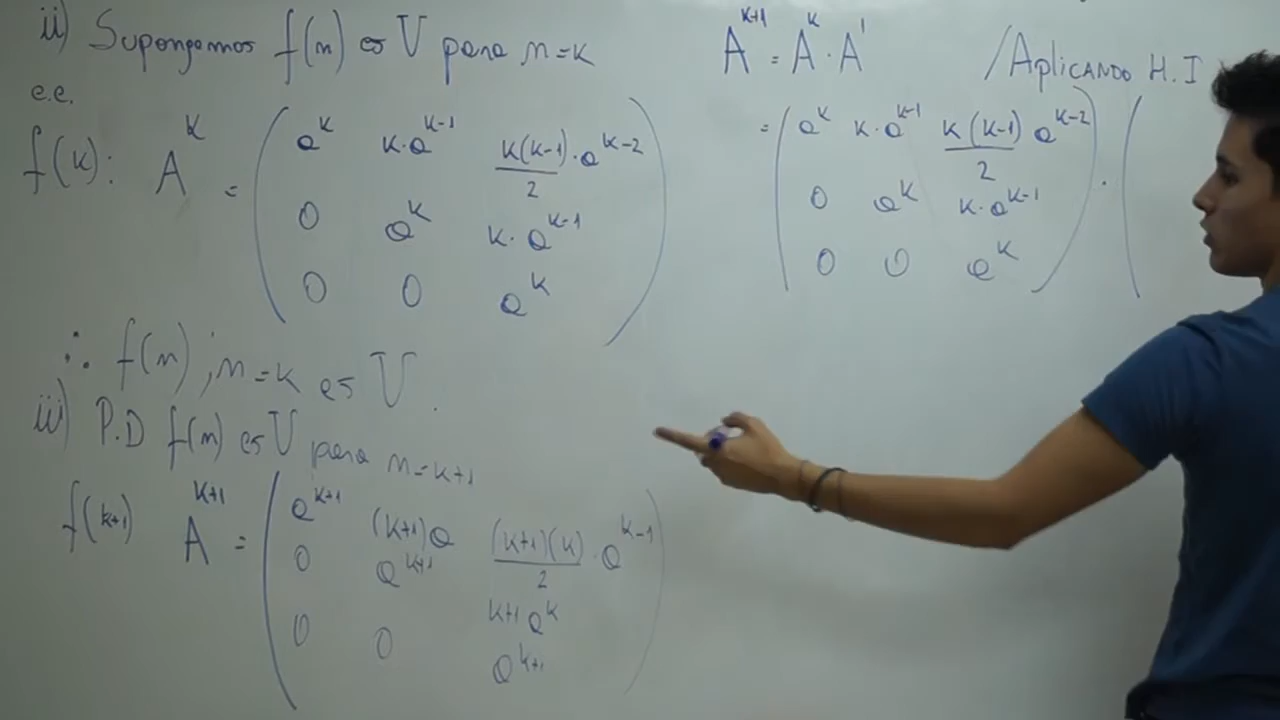 ii) Supongamos f(n) es V para n=k
e.e.
f(k): A^k = ( a^k k·a^{k-1} k(k-1)/2 · a^{k-2}
0 a^k k·a^{k-1}
0 0 a^k )
∴ f(n) ; n=k es V.
iii) P.D f(n) es V para n=k+1
f(k+1) A^{k+1} = ( a^{k+1} (k+1)a (k+1)(k)/2 · a^{k-1}
0 a^{k+1} k+1 a^k
0 0 a^{k+1} )
A^{k+1} = A^k · A^1 /Aplicando H.I
= ( a^k k·a^{k-1} k(k-1)/2 a^{k-2}
0 a^k k·a^{k-1}
0 0 a^k ) · (